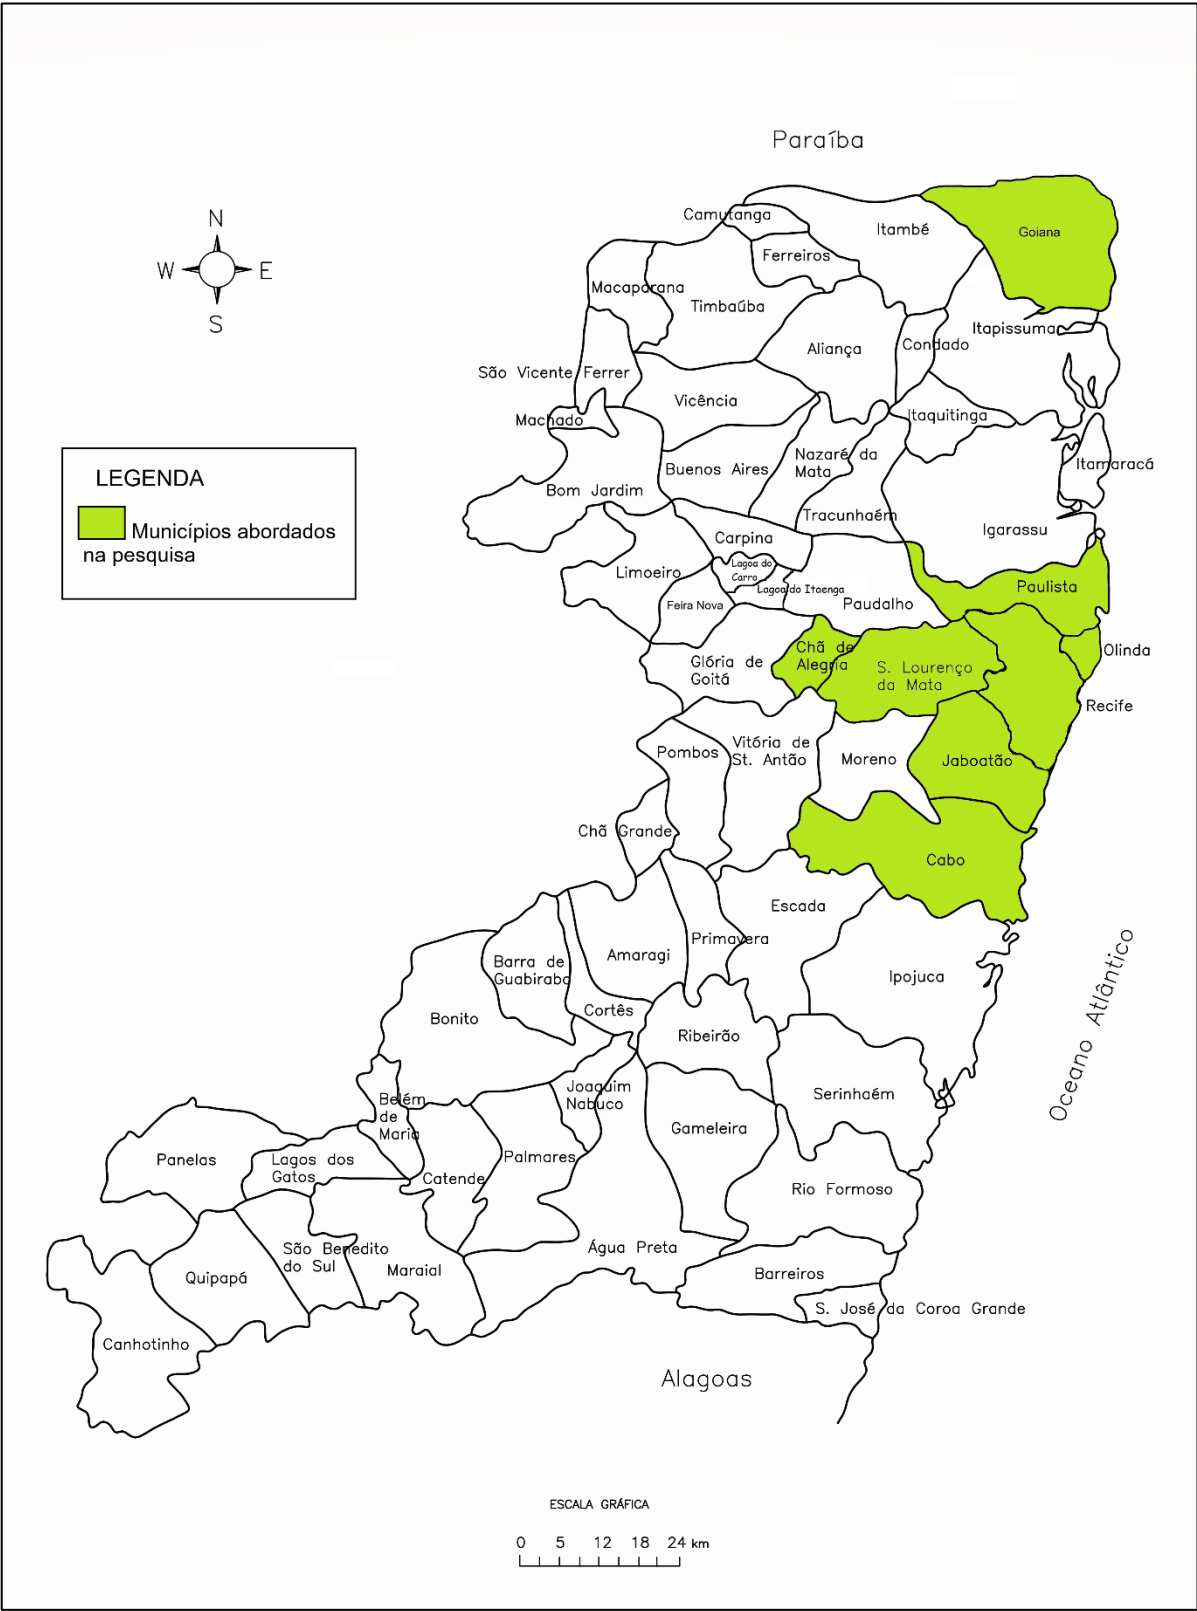 Paraíba
N
W E
S
Camutanga
Itambé
Goiana
Ferreiros
Macaparana
Timbaúba
Itapissuma
Aliança
Condado
São Vicente Ferrer
Vicência
Machado
Itaquitinga
Nazaré da
Mata
Buenos Aires
Itamaracá
Bom Jardim
LEGENDA
Municípios abordados
na pesquisa
Tracunhaém
Igarassu
Carpina
Limoeiro
Lagoa do
Carro
Lagoa do Itaenga
Paulista
Feira Nova
Paudalho
Chã de
Alegria
Olinda
Glória de
Goitá
S. Lourenço
da Mata
Recife
Pombos
Vitória de
St. Antão
Moreno
Jaboatão
Chã Grande
Cabo
Escada
Primavera
Amaragi
Barra de
Guabiraba
Ipojuca
Oceano Atlântico
Bonito
Cortês
Ribeirão
Joaquim
Nabuco
Serinhaém
Belém
de
Maria
Gameleira
Panelas
Lagos dos
Gatos
Palmares
Catende
Rio Formoso
São Benedito
do Sul
Água Preta
Quipapá
Maraial
Barreiros
S. José da Coroa Grande
Canhotinho
Alagoas
ESCALA GRÁFICA
0 5 12 18 24 km